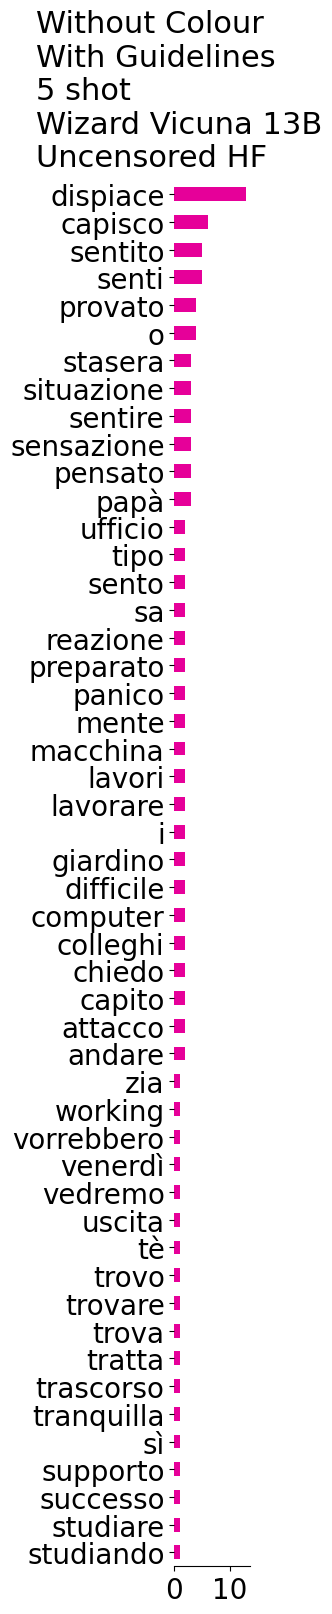 Without Colour
With Guidelines
5 shot
Wizard Vicuna 13B
Uncensored HF
dispiace
capisco
sentito
senti
provato
o
stasera
situazione
sentire
sensazione
pensato
papà
ufficio
tipo
sento
sa
reazione
preparato
panico
mente
macchina
lavori
lavorare
i
giardino
difficile
computer
colleghi
chiedo
capito
attacco
andare
zia
working
vorrebbero
venerdì
vedremo
uscita
tè
trovo
trovare
trova
tratta
trascorso
tranquilla
sì
supporto
successo
studiare
studiando
0 10